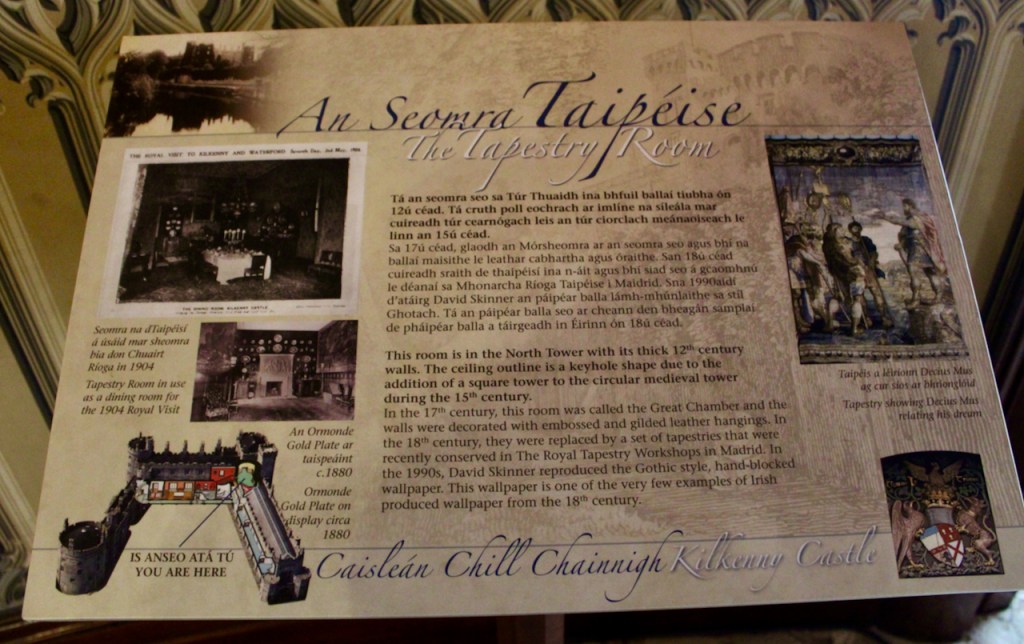 An Seomra Taipéise
The Tapestry Room
THE ROYAL VISIT TO KILKENNY AND WATERFORD
Tá an seomra seo sa Túr Thuaidh ina bhfuil ballaí tiubha ón
12ú céad. Tá cruth poll eochrach ar imlíne na síleála mar
cuireadh túr cearnógach leis an túr ciorclach meánaoiseach le
linn an 15ú céad.
Sa 17ú céad, glaodh an Mórsheomra ar an seomra seo agus bhí na
ballaí maisithe le leathar cabhartha agus óraithe. San 18ú céad
cuireadh sraith de thaipéisí ina n-áit agus bhí siad seo á gcaomhnú
le déanaí sa Mhonarcha Ríoga Taipéise i Maidrid. Sna 1990aidí
d'atáirg David Skinner an páipéar balla lámh-mhúnlaithe sa stíl
Ghotach. Tá an páipéar balla seo ar cheann den bheagán samplaí
de pháipéar balla a táirgeadh in Éirinn ón 18ú céad.
This room is in the North Tower with its thick 12th century
walls. The ceiling outline is a keyhole shape due to the
addition of a square tower to the circular medieval tower
during the 15th century.
In the 17th century, this room was called the Great Chamber and the
walls were decorated with embossed and gilded leather hangings. In
the 18th century, they were replaced by a set of tapestries that were
recently conserved in The Royal Tapestry Workshops in Madrid. In
the 1990s, David Skinner reproduced the Gothic style, hand-blocked
wallpaper. This wallpaper is one of the very few examples of Irish
produced wallpaper from the 18th century.
Seomra na dTaipéisí
á úsáid mar sheomra
bia don Chuairt
Ríoga in 1904
Tapestry Room in use
as a dining room for
the 1904 Royal Visit
An Ormonde
Gold Plate ar
taispeáint
c.1880
Ormonde
Gold Plate on
display circa
1880
IS ANSEO ATÁ TÚ
YOU ARE HERE
Taipéis a léiríonn Decius Mus
ag cur síos ar bhrionglóid
Tapestry showing Decius Mus
relating his dream
Caisleán Chill Chainnigh Kilkenny Castle